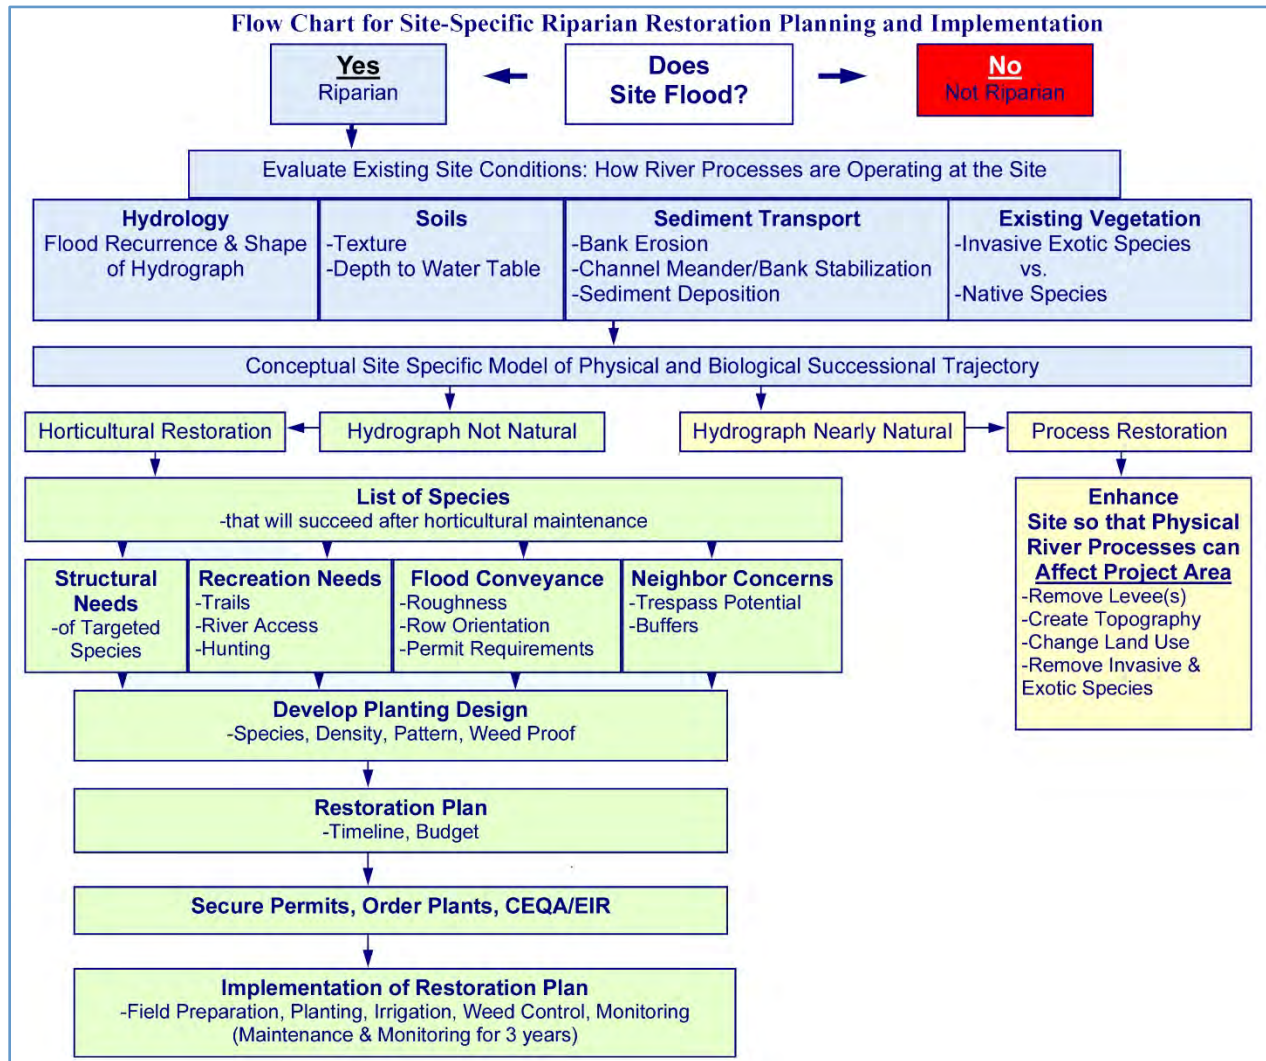 Flow Chart for Site-Specific Riparian Restoration Planning and Implementation
Yes
Riparian
Does
Site Flood?
No
Not Riparian
Evaluate Existing Site Conditions: How River Processes are Operating at the Site
Hydrology
Flood Recurrence & Shape
of Hydrograph
Soils
-Texture
-Depth to Water Table
Sediment Transport
-Bank Erosion
-Channel Meander/Bank Stabilization
-Sediment Deposition
Existing Vegetation
-Invasive Exotic Species
vs.
-Native Species
Conceptual Site Specific Model of Physical and Biological Successional Trajectory
Horticultural Restoration
Hydrograph Not Natural
Hydrograph Nearly Natural
Process Restoration
List of Species
-that will succeed after horticultural maintenance
Enhance
Site so that Physical
River Processes can
Affect Project Area
-Remove Levee(s)
-Create Topography
-Change Land Use
-Remove Invasive &
Exotic Species
Structural
Needs
-of Targeted
Species
Recreation Needs
-Trails
-River Access
-Hunting
Flood Conveyance
-Roughness
-Row Orientation
-Permit Requirements
Neighbor Concerns
-Trespass Potential
-Buffers
Develop Planting Design
-Species, Density, Pattern, Weed Proof
Restoration Plan
-Timeline, Budget
Secure Permits, Order Plants, CEQA/EIR
Implementation of Restoration Plan
-Field Preparation, Planting, Irrigation, Weed Control, Monitoring
(Maintenance & Monitoring for 3 years)